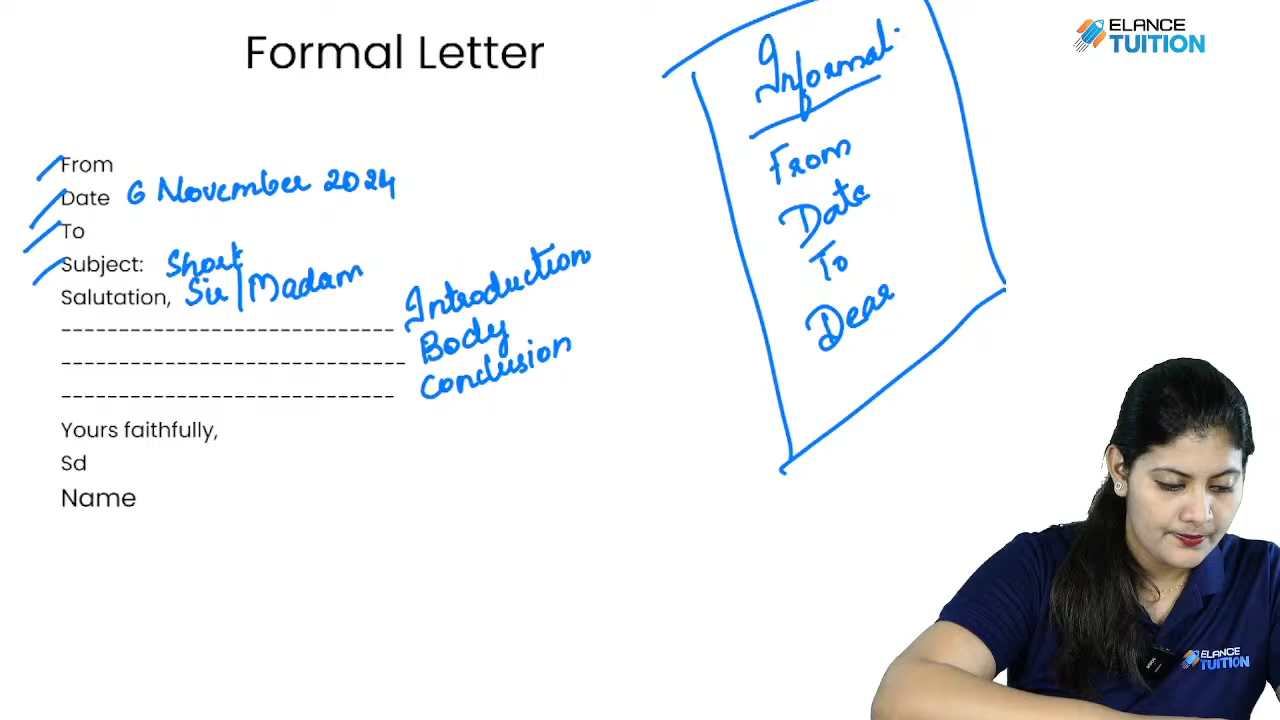 Formal Letter
From
Date 6 November 2024
To
Subject: Short
Salutation, Sir/Madam
---------------------------- Introduction
----------------------------- Body
---------------------------- Conclusion
Yours faithfully,
Sd
Name
Informal
From
Date
To
Dear
ELANCE
TUITION
ELANCE
TUITION